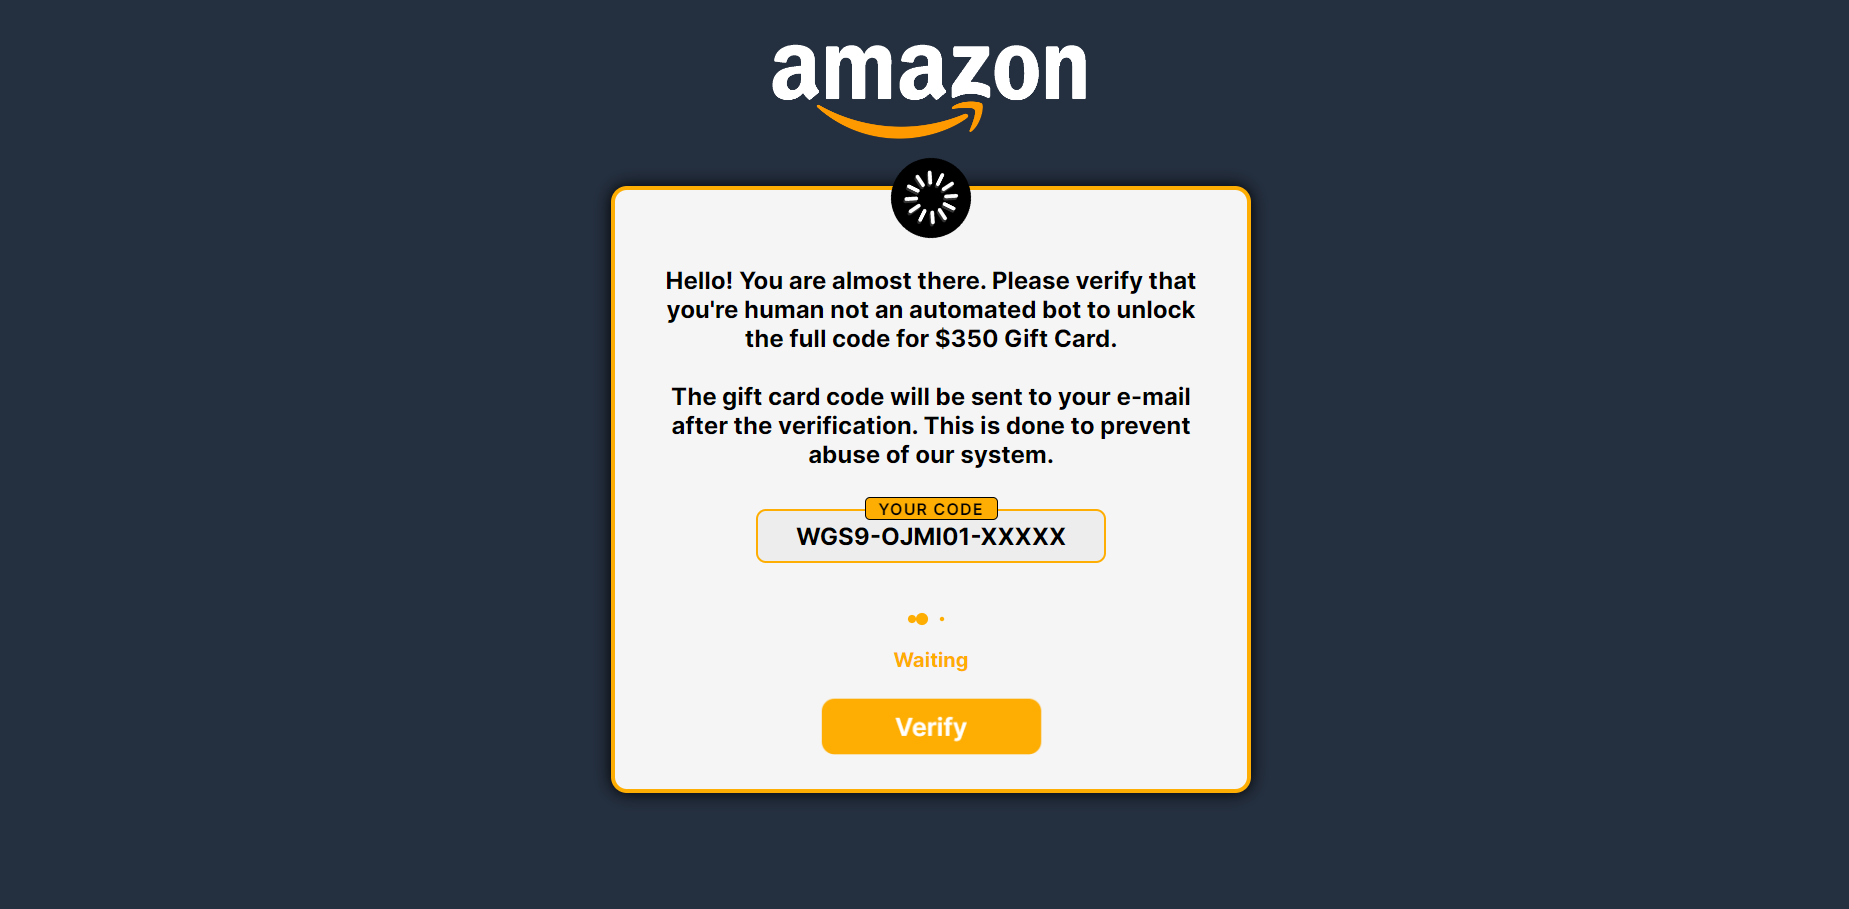 amazon
Hello! You are almost there. Please verify that
you're human not an automated bot to unlock
the full code for $350 Gift Card.
The gift card code will be sent to your e-mail
after the verification. This is done to prevent
abuse of our system.
YOUR CODE
WGS9-OJMI01-XXXXX
Waiting
Verify